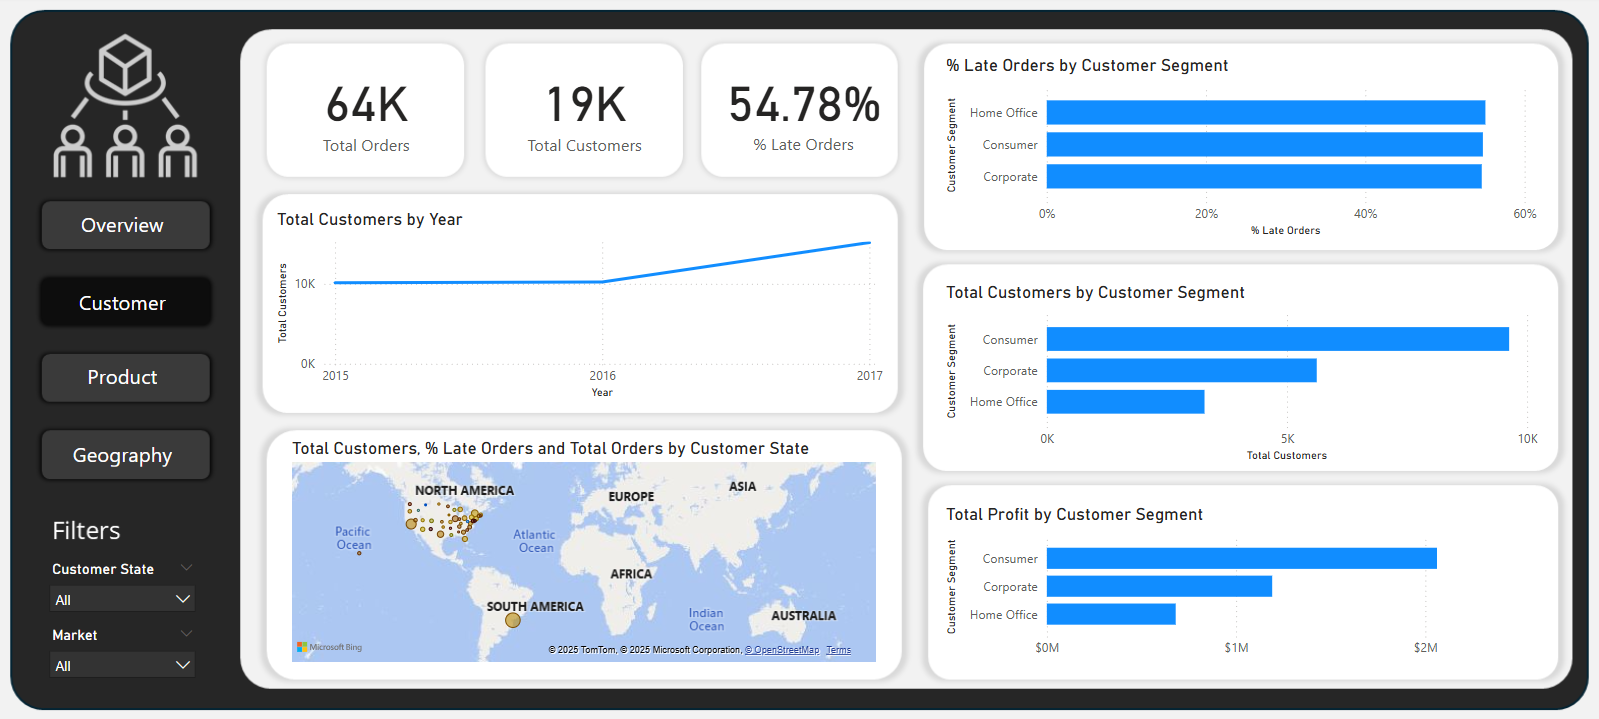 Overview
Customer
Product
Geography
Filters
Customer State
All
Market
All
64K
Total Orders
19K
Total Customers
54.78%
% Late Orders
Total Customers by Year
Total Customers
10K
0K
2015
2016
2017
Year
Total Customers, % Late Orders and Total Orders by Customer State
NORTH AMERICA
EUROPE
ASIA
Pacific
Ocean
Atlantic
Ocean
AFRICA
SOUTH AMERICA
Indian
Ocean
AUSTRALIA
Microsoft Bing
© 2025 TomTom, © 2025 Microsoft Corporation, © OpenStreetMap Terms
% Late Orders by Customer Segment
Customer Segment
Home Office
Consumer
Corporate
0%
20%
40%
60%
% Late Orders
Total Customers by Customer Segment
Customer Segment
Consumer
Corporate
Home Office
0K
5K
10K
Total Customers
Total Profit by Customer Segment
Customer Segment
Consumer
Corporate
Home Office
$0M
$1M
$2M